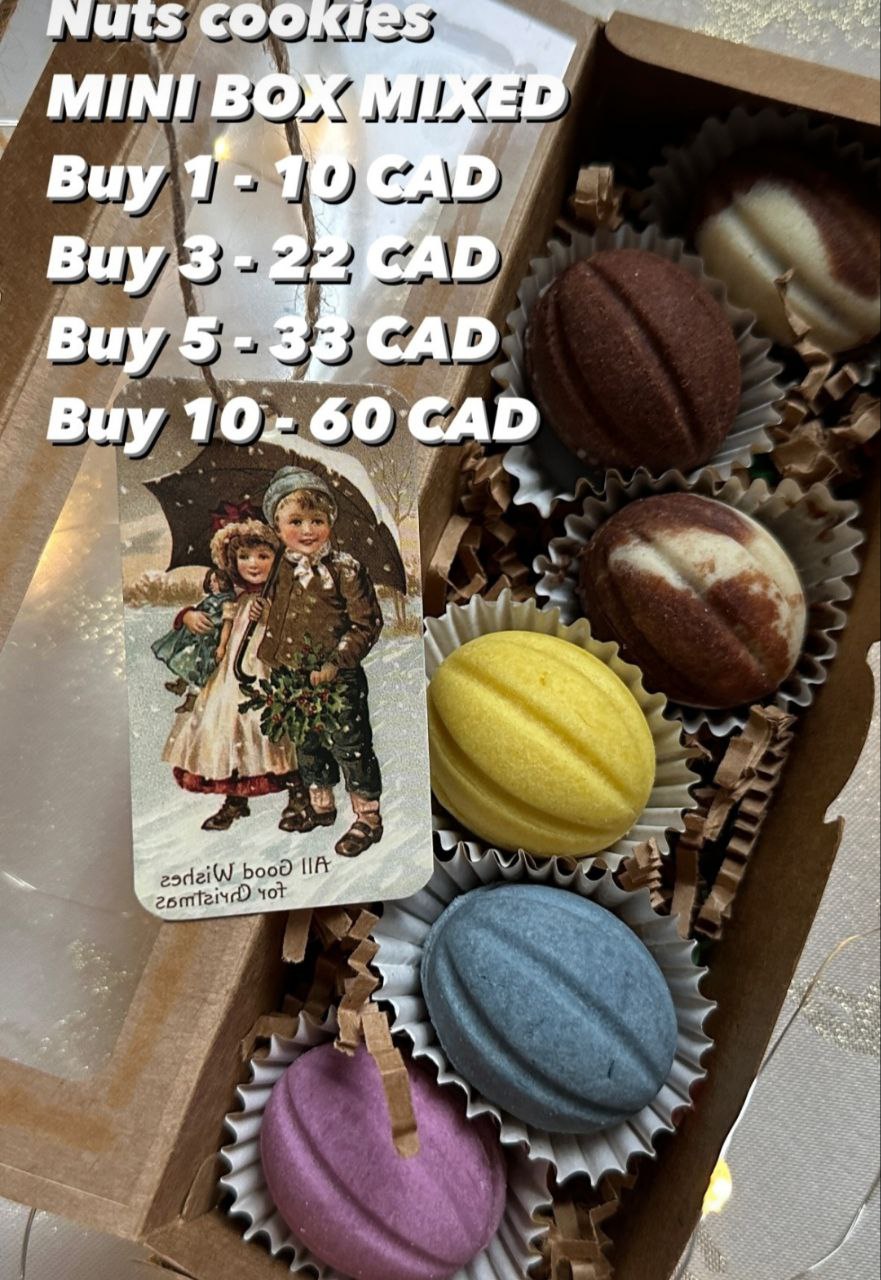 Nuts cookies
MINI BOX MIXED
Buy 1 - 10 CAD
Buy 3 - 22 CAD
Buy 5 - 33 CAD
Buy 10 - 60 CAD
All Good Wishes
for Christmas